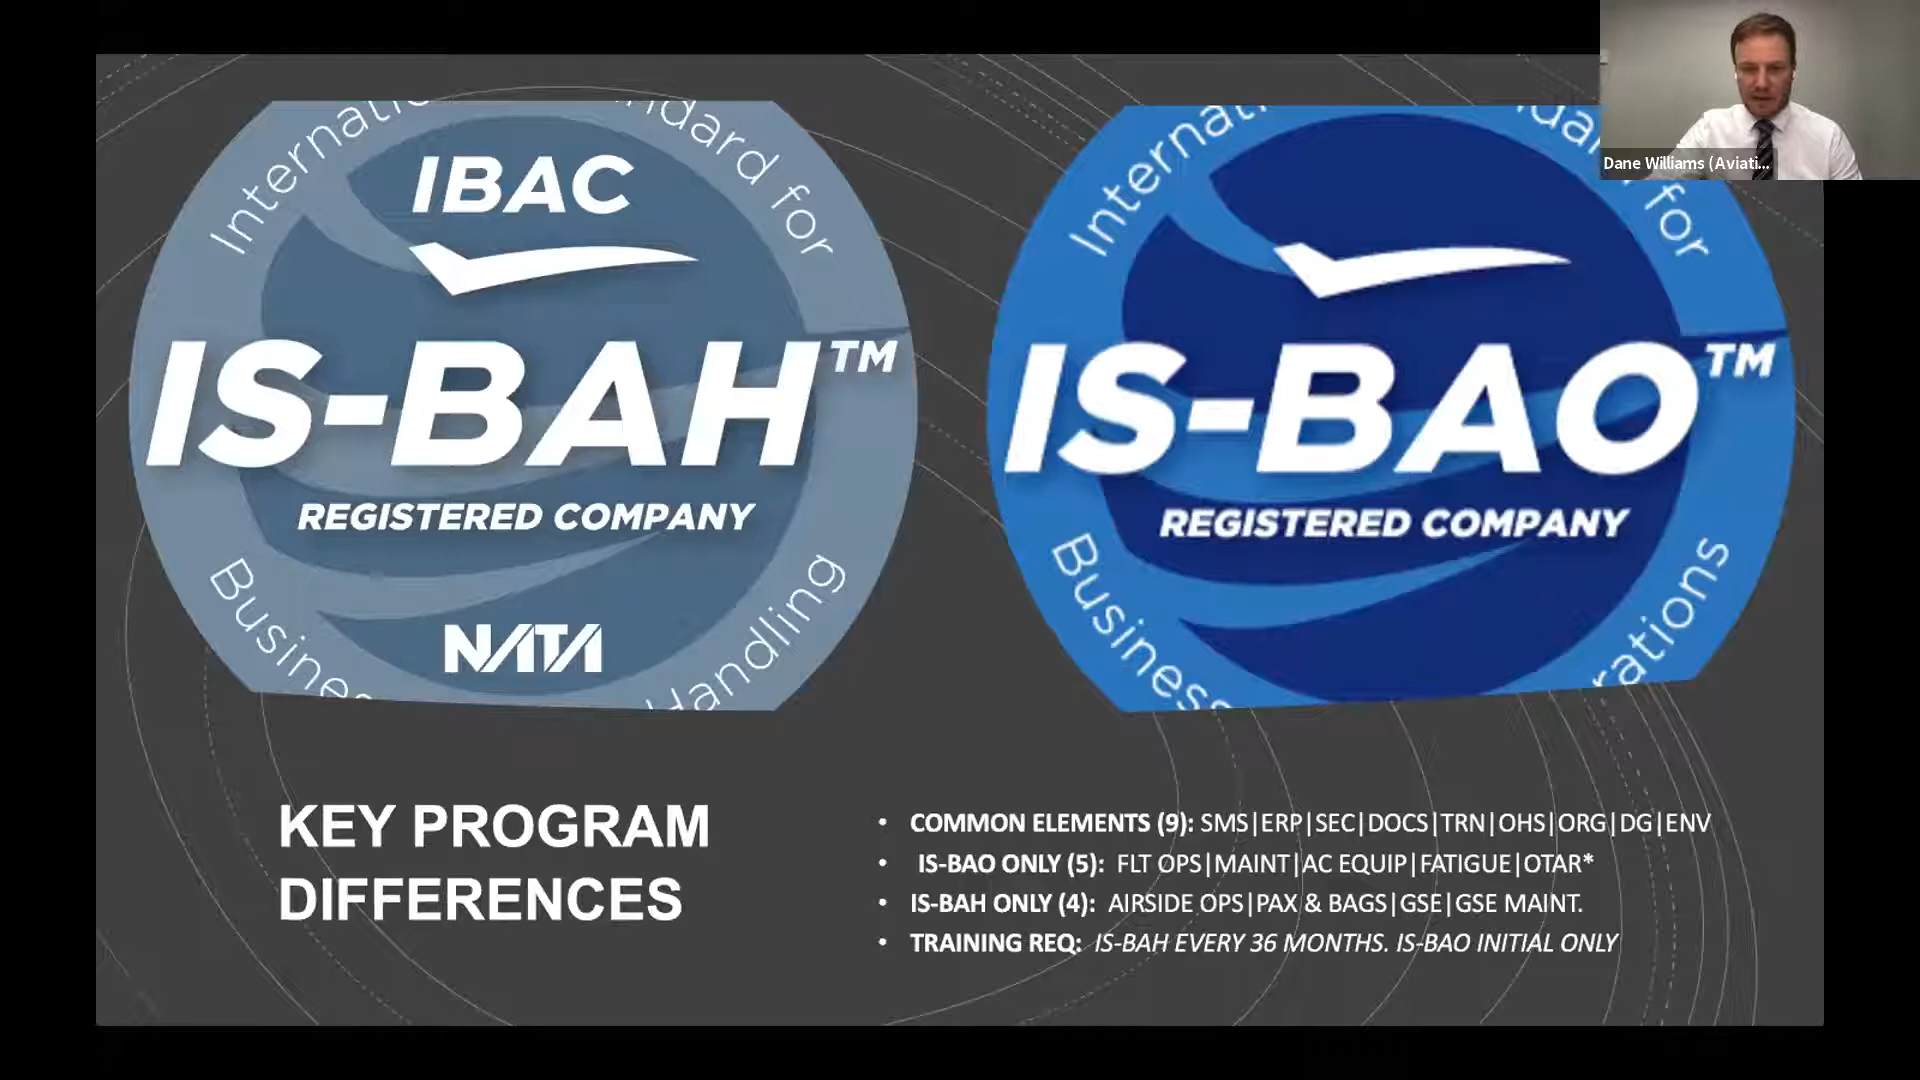 Internati
ndard for
IBAC
IS-BAH™
REGISTERED COMPANY
NATA
Busines
Handling
Internat
dar
for
IS-BAO™
REGISTERED COMPANY
Business
rations
Dane Williams (Aviati...
KEY PROGRAM
DIFFERENCES
• COMMON ELEMENTS (9): SMS|ERP|SEC|DOCS|TRN|OHS|ORG|DG|ENV
• IS-BAO ONLY (5): FLT OPS|MAINT|AC EQUIP|FATIGUE|OTAR*
• IS-BAH ONLY (4): AIRSIDE OPS|PAX & BAGS|GSE|GSE MAINT.
• TRAINING REQ: IS-BAH EVERY 36 MONTHS. IS-BAO INITIAL ONLY